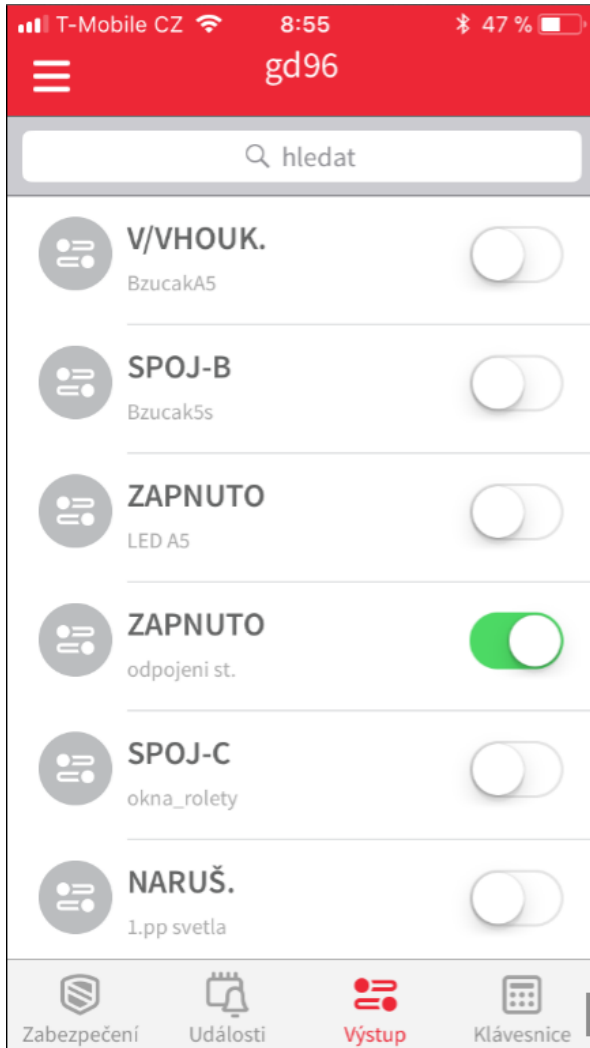 T-Mobile CZ 8:55 47 %
gd96
hledat
V/VHOUK.
BzucakA5
SPOJ-B
Bzucak5s
ZAPNUTO
LED A5
ZAPNUTO
odpojeni st.
SPOJ-C
okna_rolety
NARUŠ.
1.pp svetla
Zabezpečení Události Výstup Klávesnice